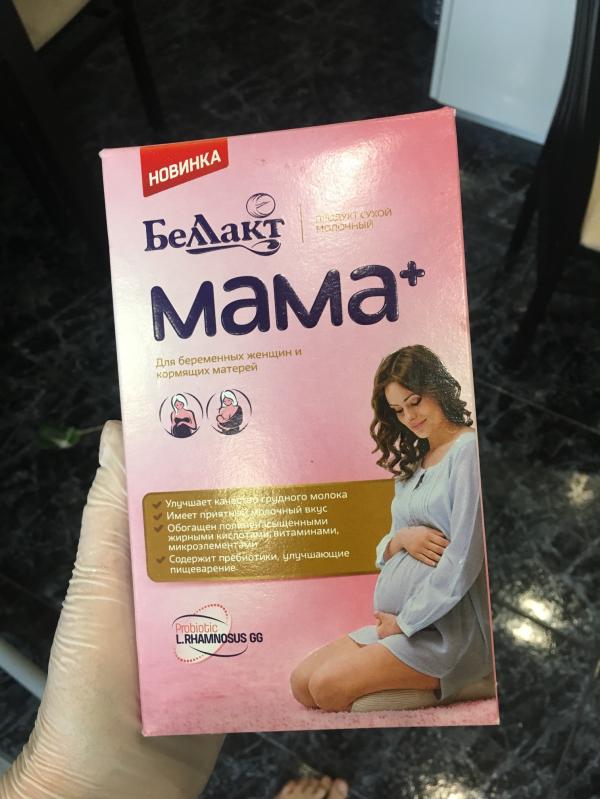 НОВИНКА
Беллакт
ПРОДУКТ СУХОЙ
МОЛОЧНЫЙ
мама+
Для беременных женщин и
кормящих матерей
Улучшает качество грудного молока
Имеет приятный молочный вкус
Обогащен полиненасыщенными
жирными кислотами, витаминами,
микроэлементами
Содержит пребиотики, улучшающие
пищеварение
Probiotic
L.RHAMNOSUS GG